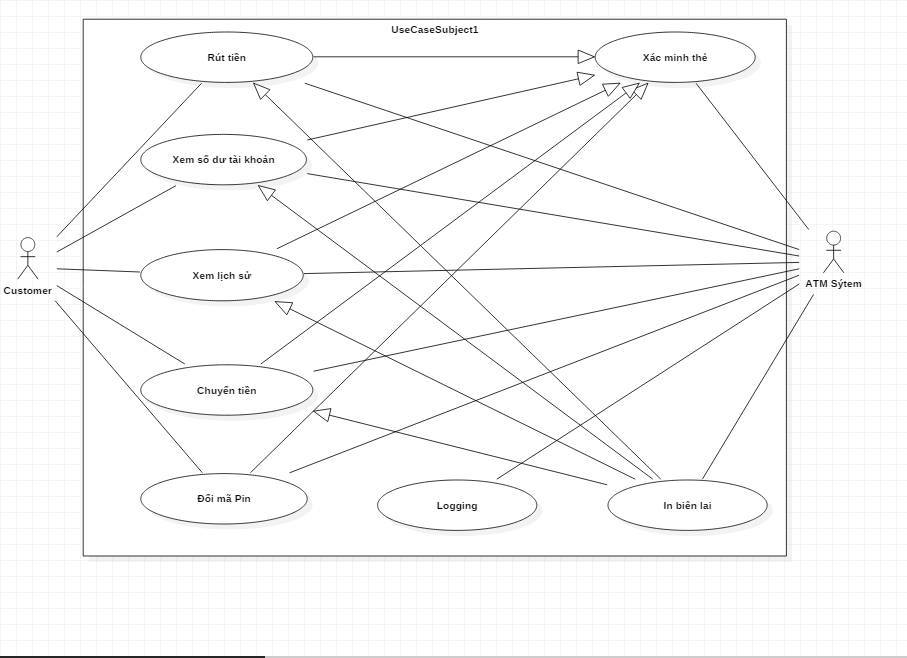 UseCaseSubject1
Rút tiền
Xác minh thẻ
Xem số dư tài khoản
Xem lịch sử
Customer
ATM Sýtem
Chuyển tiền
Đổi mã Pin
Logging
In biên lai